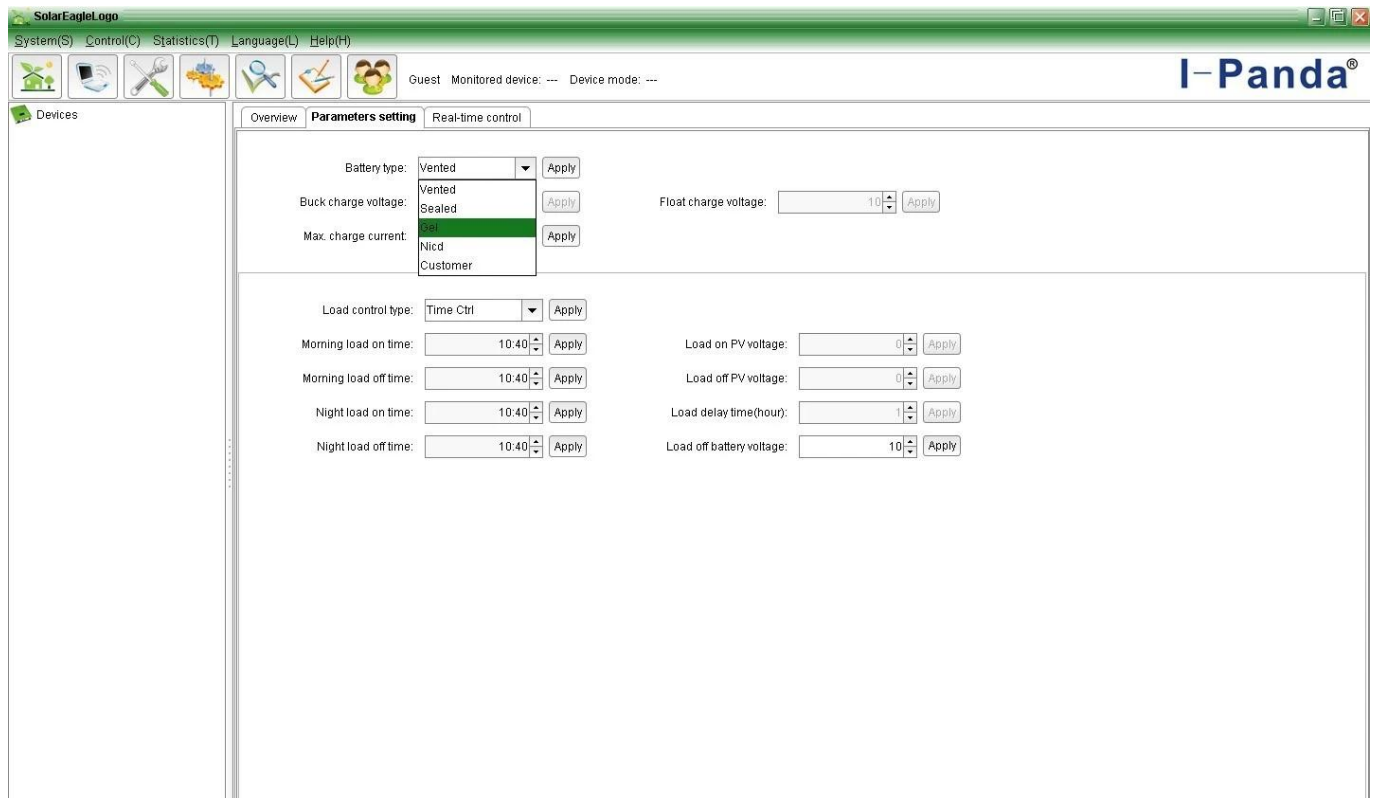 SolarEagleLogo
System(S) Control(C) Statistics(T) Language(L) Help(H)
Guest Monitored device: --- Device mode: ---
I-Panda®
Devices
Overview Parameters setting Real-time control
Battery type: Vented Apply
Vented
Buck charge voltage: Apply Float charge voltage: 10 Apply
Sealed
Gel
Max. charge current: Apply
Nicd
Customer
Load control type: Time Ctrl Apply
Morning load on time: 10:40 Apply Load on PV voltage: 0 Apply
Morning load off time: 10:40 Apply Load off PV voltage: 0 Apply
Night load on time: 10:40 Apply Load delay time(hour): 1 Apply
Night load off time: 10:40 Apply Load off battery voltage: 10 Apply